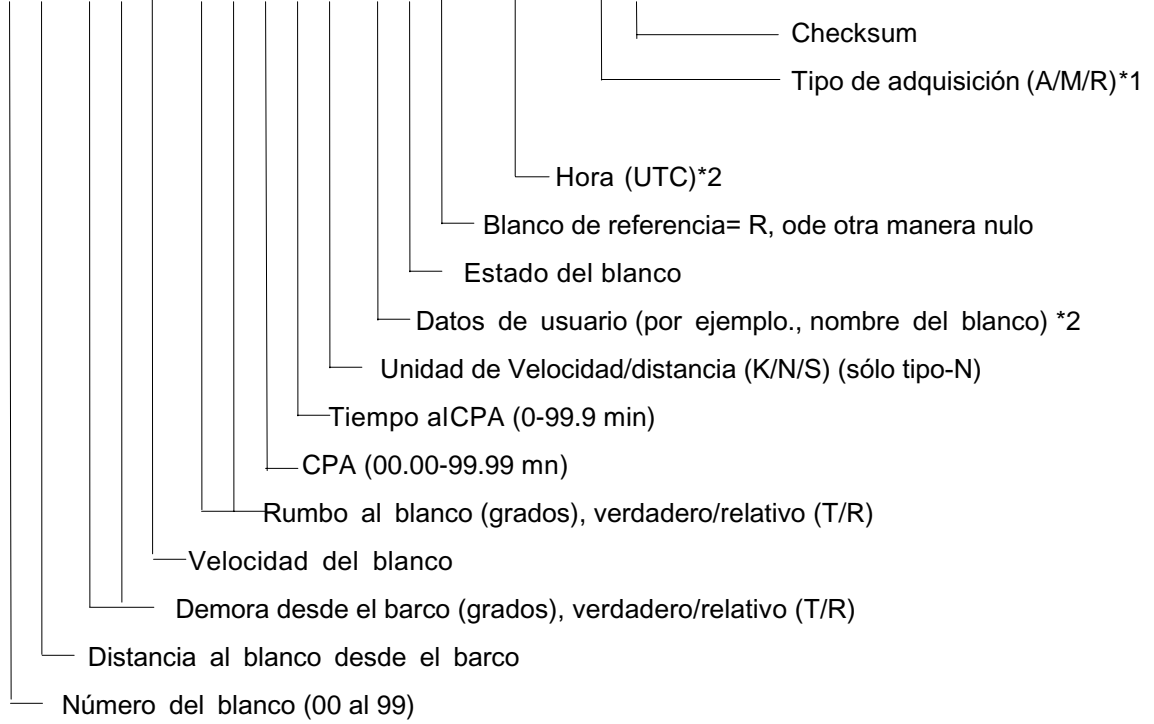 Checksum
Tipo de adquisición (A/M/R)*1
Hora (UTC)*2
Blanco de referencia= R, ode otra manera nulo
Estado del blanco
Datos de usuario (por ejemplo., nombre del blanco) *2
Unidad de Velocidad/distancia (K/N/S) (sólo tipo-N)
Tiempo alCPA (0-99.9 min)
CPA (00.00-99.99 mn)
Rumbo al blanco (grados), verdadero/relativo (T/R)
Velocidad del blanco
Demora desde el barco (grados), verdadero/relativo (T/R)
Distancia al blanco desde el barco
Número del blanco (00 al 99)